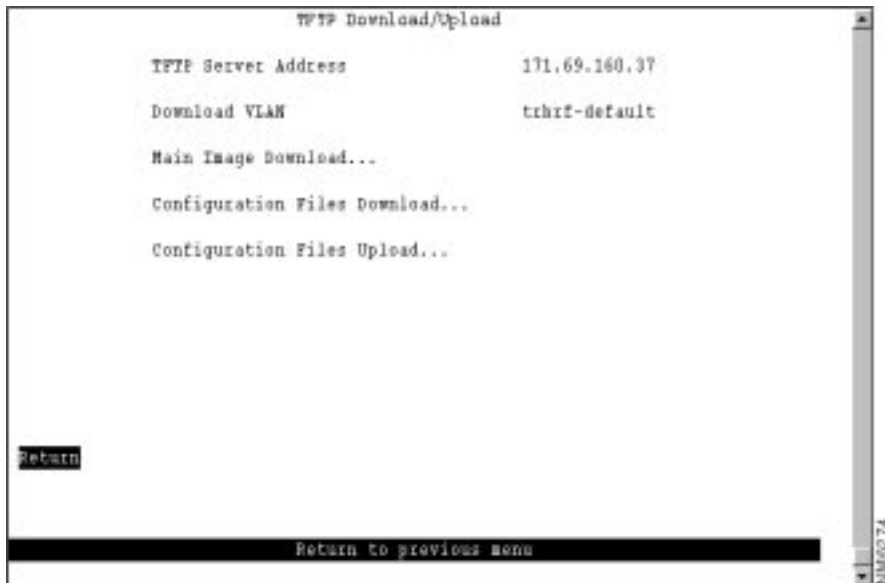 TFTP Download/Upload
TFTP Server Address 171.69.160.37
Download VLAN trbrf-default
Main Image Download...
Configuration Files Download...
Configuration Files Upload...
Return
Return to previous menu